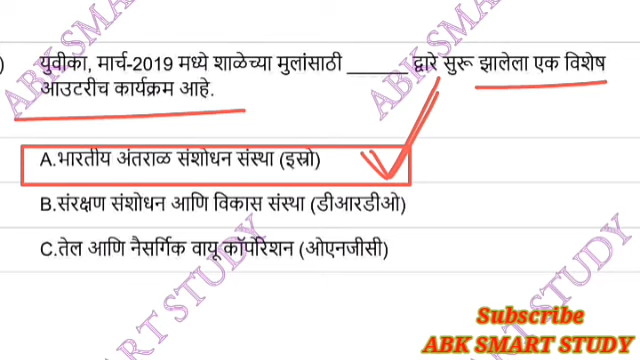 ) युवीका, मार्च-2019 मध्ये शाळेच्या मुलांसाठी ______ द्वारे सुरू झालेला एक विशेष
आउटरीच कार्यक्रम आहे.
A.भारतीय अंतराळ संशोधन संस्था (इस्रो)
B.संरक्षण संशोधन आणि विकास संस्था (डीआरडीओ)
C.तेल आणि नैसर्गिक वायू कॉर्पोरेशन (ओएनजीसी)
Subscribe
ABK SMART STUDY